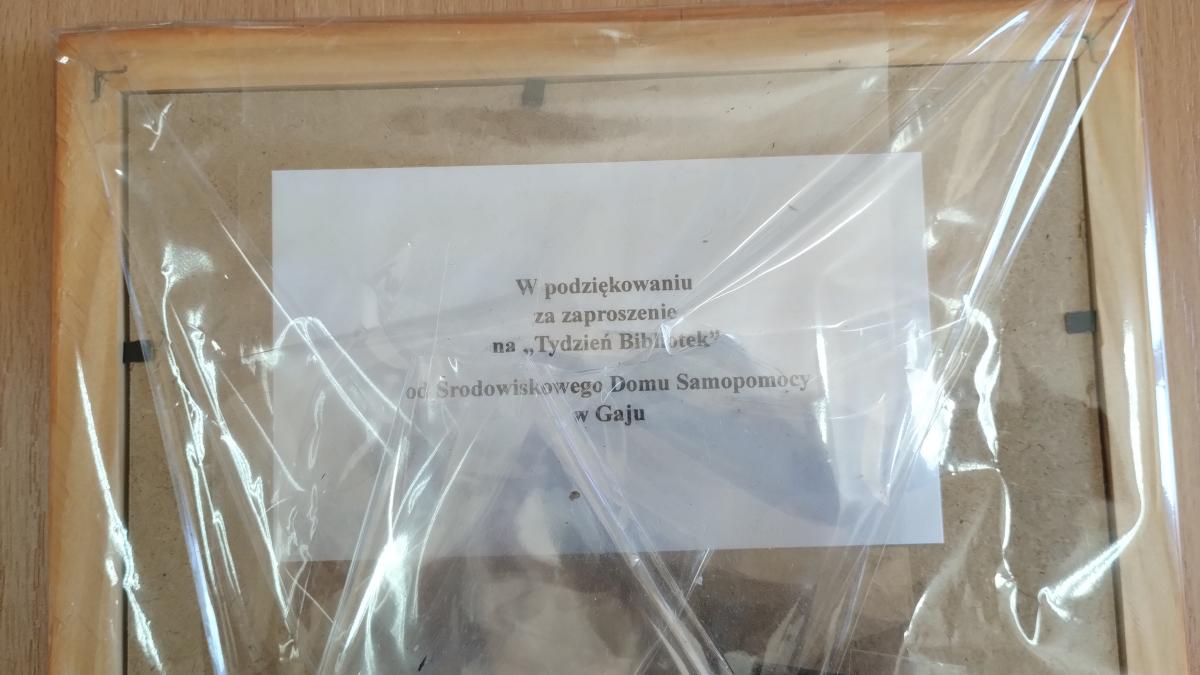 W podziękowaniu
za zaproszenie
na „Tydzień Bibliotek”
od Środowiskowego Domu Samopomocy
w Gaju